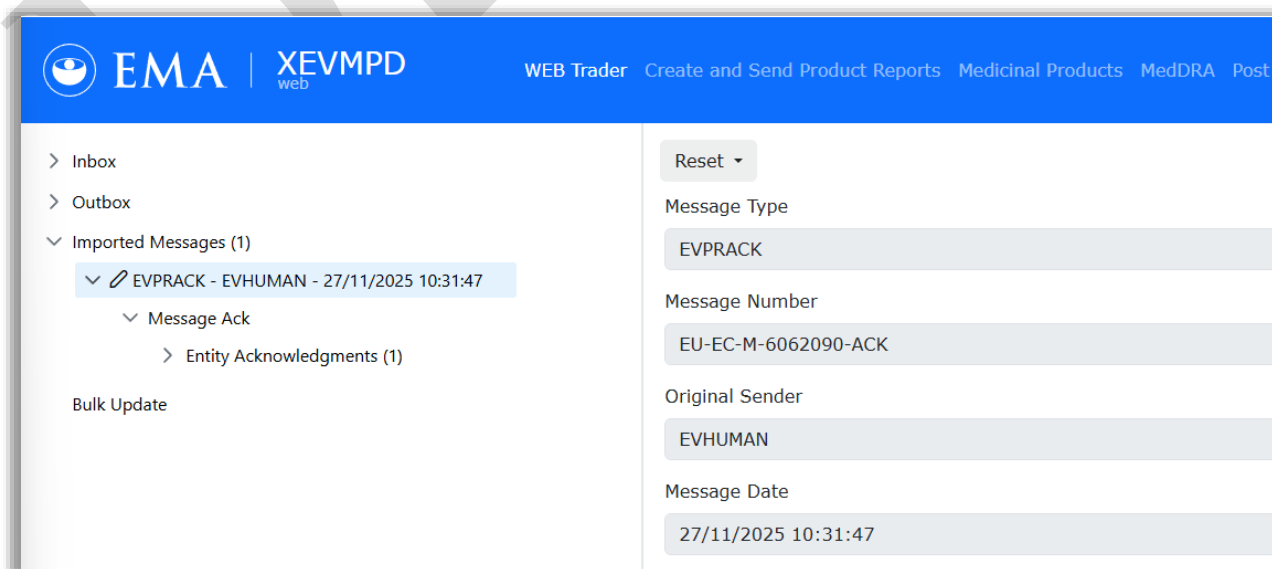 EMA | XEVMPD
web
WEB Trader Create and Send Product Reports Medicinal Products MedDRA Post
Inbox
Outbox
Imported Messages (1)
EVPRACK - EVHUMAN - 27/11/2025 10:31:47
Message Ack
Entity Acknowledgments (1)
Bulk Update
Reset
Message Type
EVPRACK
Message Number
EU-EC-M-6062090-ACK
Original Sender
EVHUMAN
Message Date
27/11/2025 10:31:47